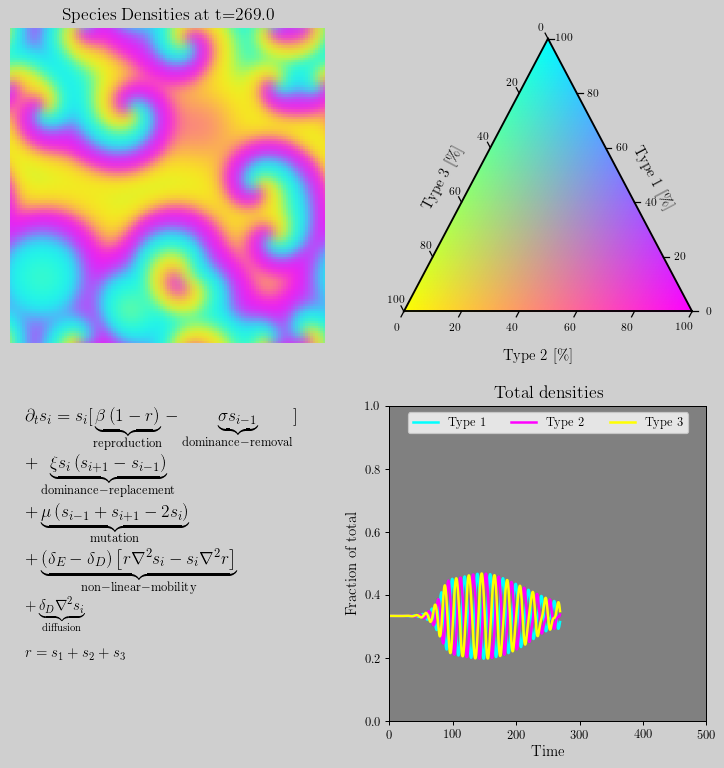 Species Densities at t=269.0
0
100
20
80
40
60
Type 3 [%]
Type 1 [%]
60
40
80
20
100
0
0 20 40 60 80 100
Type 2 [%]
∂ₜsᵢ = sᵢ[β (1 − r) − σsᵢ₋₁ ]
reproduction dominance−removal
+ ξsᵢ (sᵢ₊₁ − sᵢ₋₁)
dominance−replacement
+ μ (sᵢ₋₁ + sᵢ₊₁ − 2sᵢ)
mutation
+ (δ_E − δ_D) [r∇²sᵢ − sᵢ∇²r]
non−linear−mobility
+ δ_D∇²sᵢ
diffusion
r = s₁ + s₂ + s₃
Total densities
Type 1 Type 2 Type 3
1.0
0.8
0.6
0.4
0.2
0.0
Fraction of total
0 100 200 300 400 500
Time